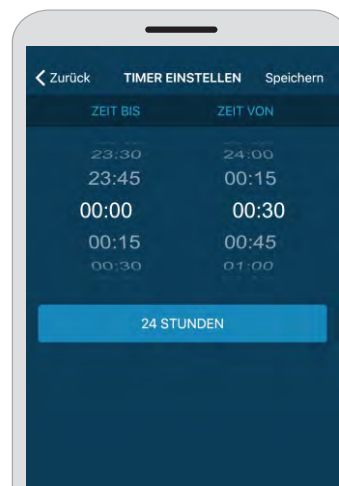 Zurück TIMER EINSTELLEN Speichern
ZEIT BIS ZEIT VON
23:30 24:00
23:45 00:15
00:00 00:30
00:15 00:45
00:30 01:00
24 STUNDEN